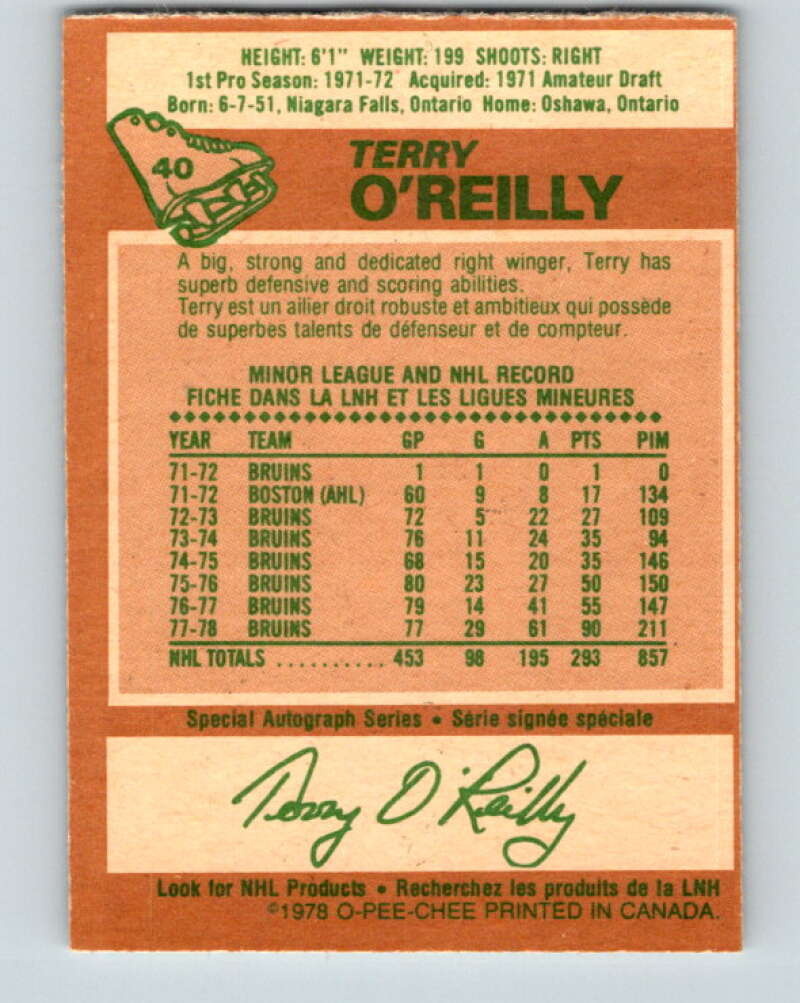 HEIGHT: 6'1" WEIGHT: 199 SHOOTS: RIGHT
1st Pro Season: 1971-72 Acquired: 1971 Amateur Draft
Born: 6-7-51, Niagara Falls, Ontario Home: Oshawa, Ontario
40
TERRY
O'REILLY
A big, strong and dedicated right winger, Terry has
superb defensive and scoring abilities.
Terry est un ailier droit robuste et ambitieux qui possède
de superbes talents de défenseur et de compteur.
MINOR LEAGUE AND NHL RECORD
FICHE DANS LA LNH ET LES LIGUES MINEURES
YEAR TEAM GP G A PTS PIM
71-72 BRUINS 1 1 0 1 0
71-72 BOSTON (AHL) 60 9 8 17 134
72-73 BRUINS 72 5 22 27 109
73-74 BRUINS 76 11 24 35 94
74-75 BRUINS 68 15 20 35 146
75-76 BRUINS 80 23 27 50 150
76-77 BRUINS 79 14 41 55 147
77-78 BRUINS 77 29 61 90 211
NHL TOTALS .......... 453 98 195 293 857
Special Autograph Series • Série signée spéciale
Terry O'Reilly
Look for NHL Products • Recherchez les produits de la LNH
©1978 O-PEE-CHEE PRINTED IN CANADA.